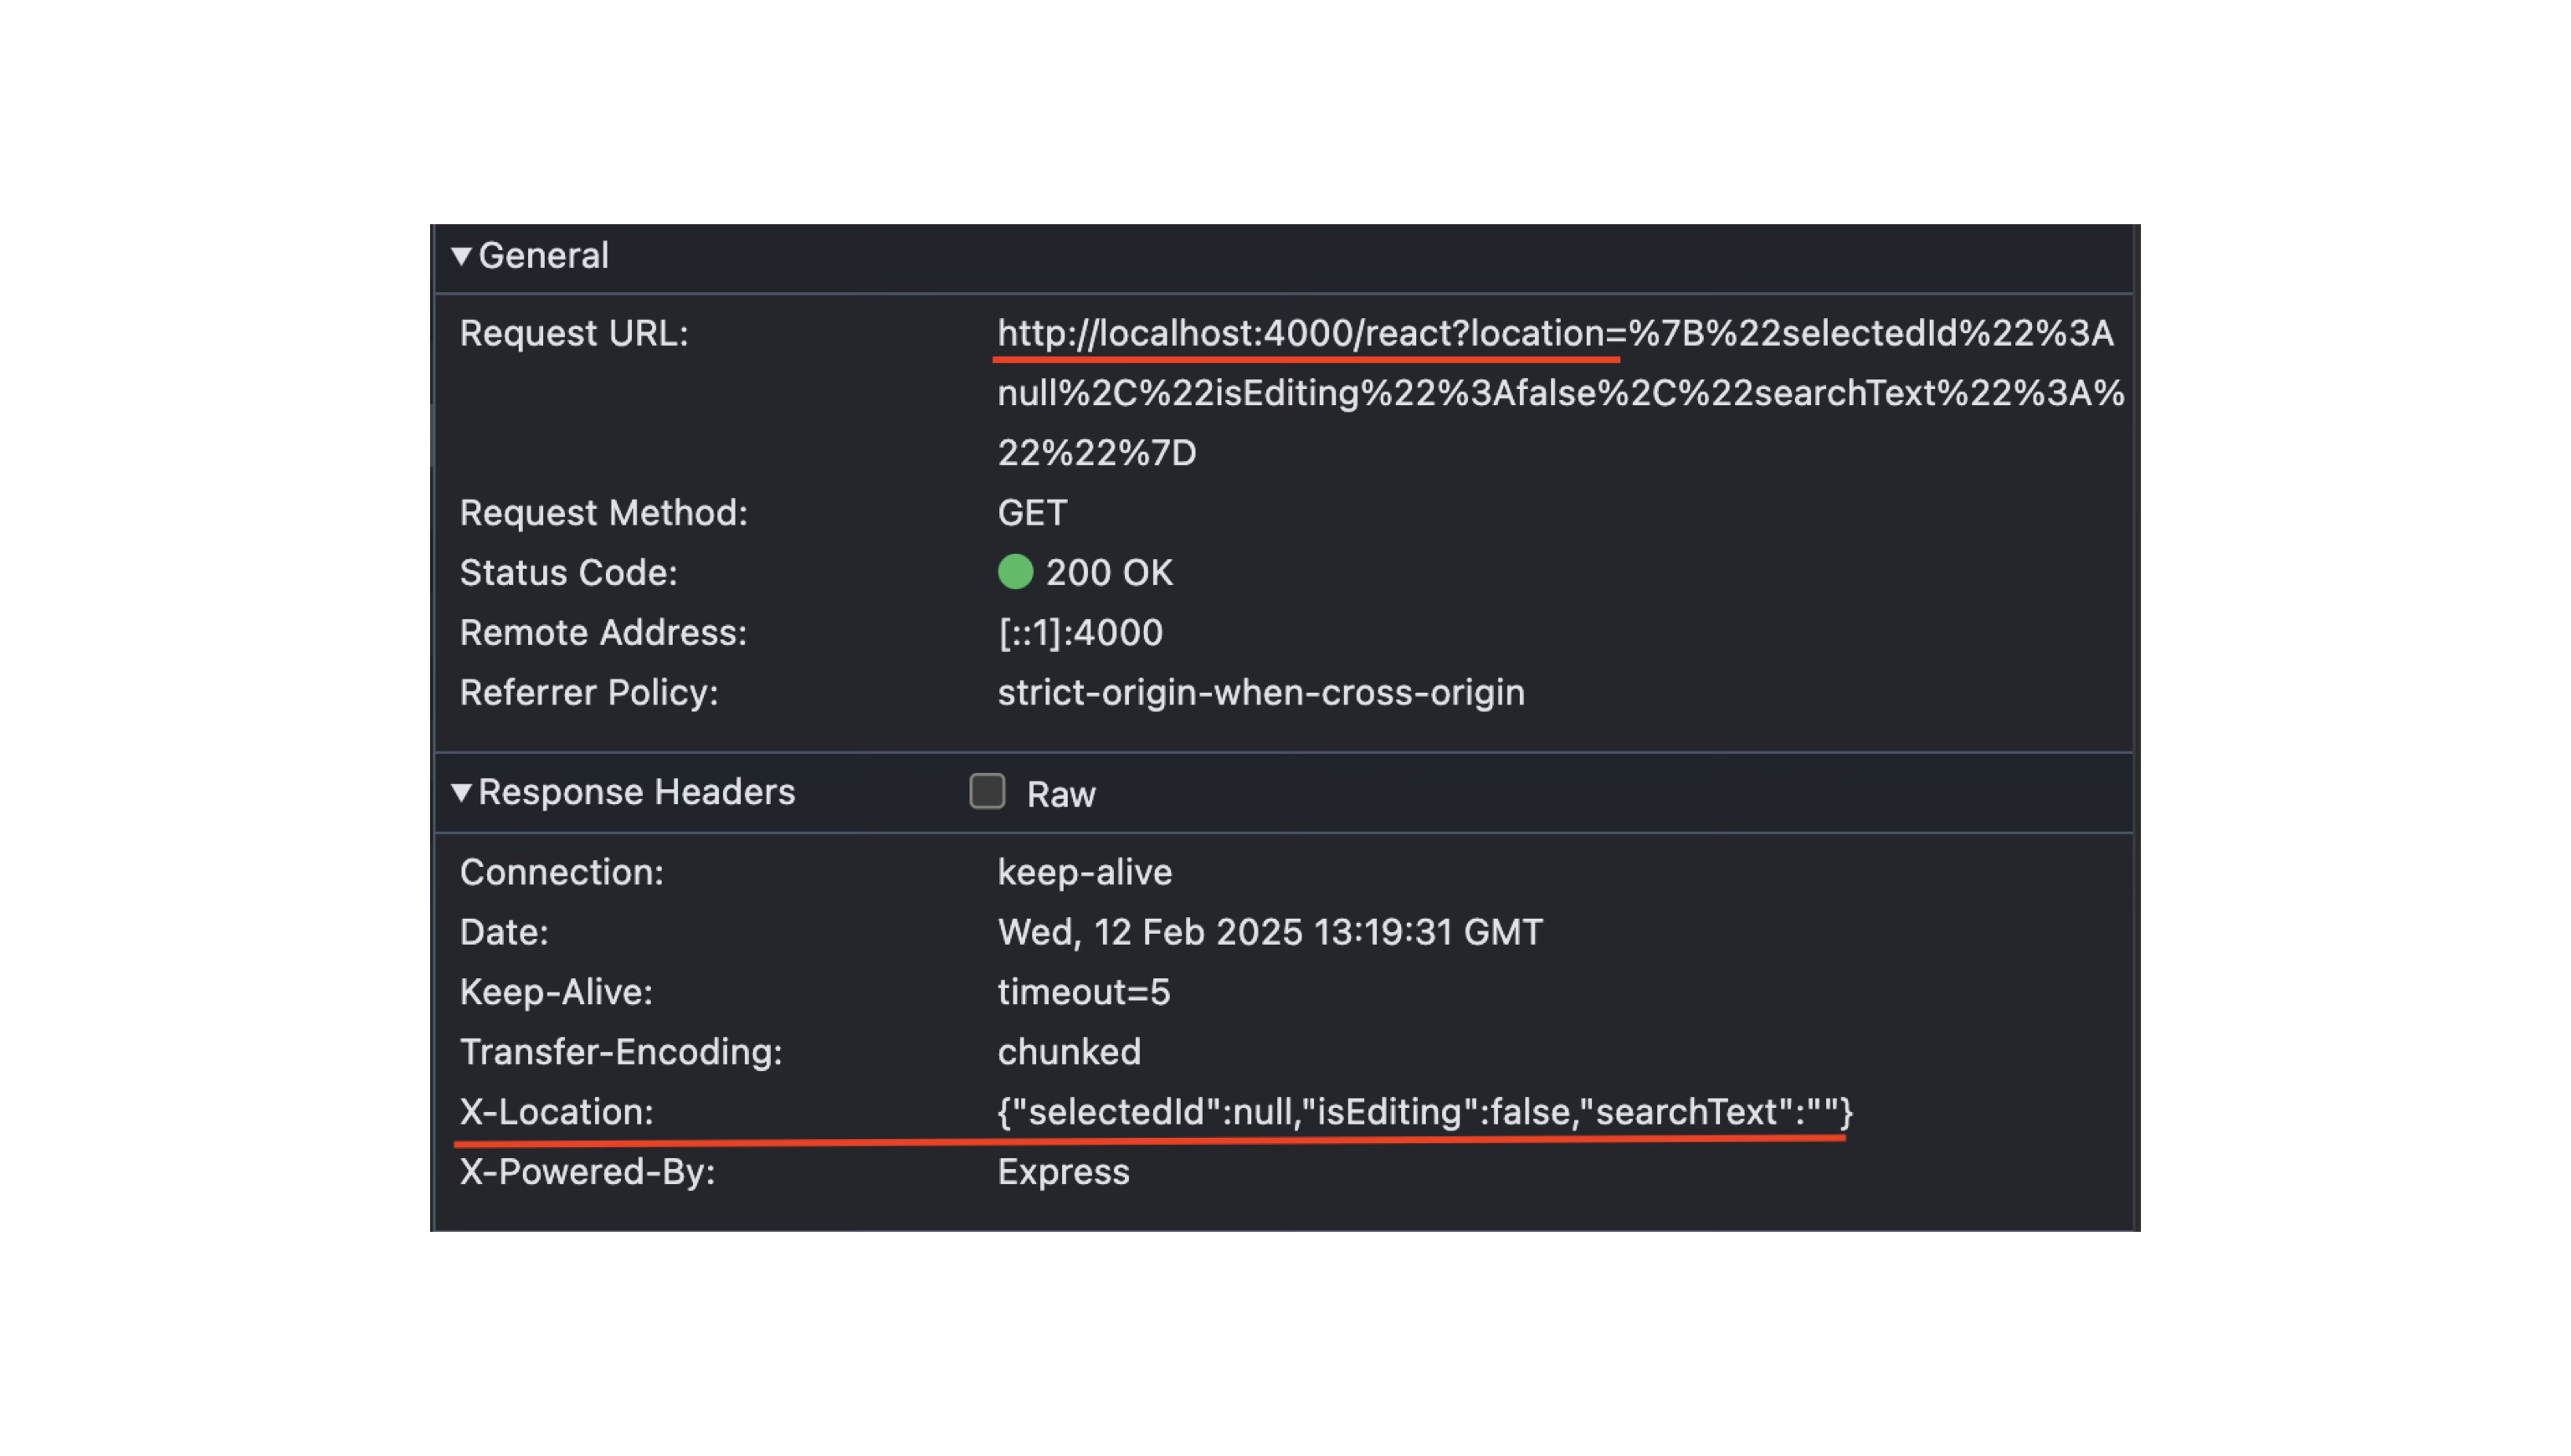 General
Request URL: http://localhost:4000/react?location=%7B%22selectedId%22%3A
null%2C%22isEditing%22%3Afalse%2C%22searchText%22%3A%
22%22%7D
Request Method: GET
Status Code: 200 OK
Remote Address: [::1]:4000
Referrer Policy: strict-origin-when-cross-origin
Response Headers Raw
Connection: keep-alive
Date: Wed, 12 Feb 2025 13:19:31 GMT
Keep-Alive: timeout=5
Transfer-Encoding: chunked
X-Location: {"selectedId":null,"isEditing":false,"searchText":""}
X-Powered-By: Express